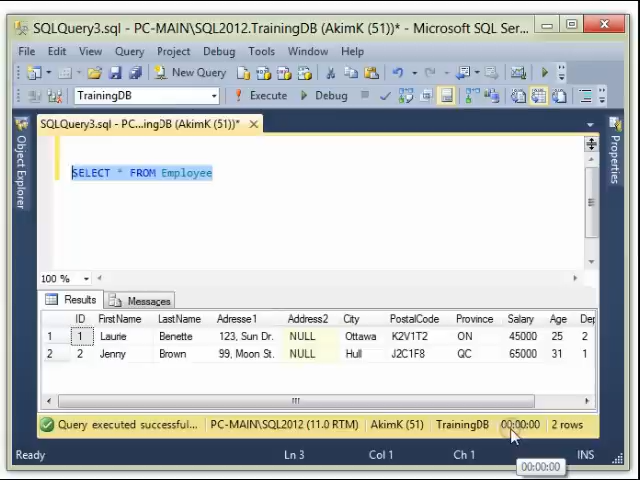 SQLQuery3.sql - PC-MAIN\SQL2012.TrainingDB (AkimK (51))* - Microsoft SQL Ser...
File Edit View Query Project Debug Tools Window Help
New Query
TrainingDB ! Execute Debug
SQLQuery3.sql - PC...ingDB (AkimK (51))*
Object Explorer
Properties
SELECT * FROM Employee
100 %
Results Messages
ID FirstName LastName Adresse1 Address2 City PostalCode Province Salary Age Dep
1 1 Laurie Benette 123, Sun Dr. NULL Ottawa K2V1T2 ON 45000 25 2
2 2 Jenny Brown 99, Moon St. NULL Hull J2C1F8 QC 65000 31 1
Query executed successful... PC-MAIN\SQL2012 (11.0 RTM) AkimK (51) TrainingDB 00:00:00 2 rows
Ready Ln 3 Col 1 Ch 1 INS
00:00:00